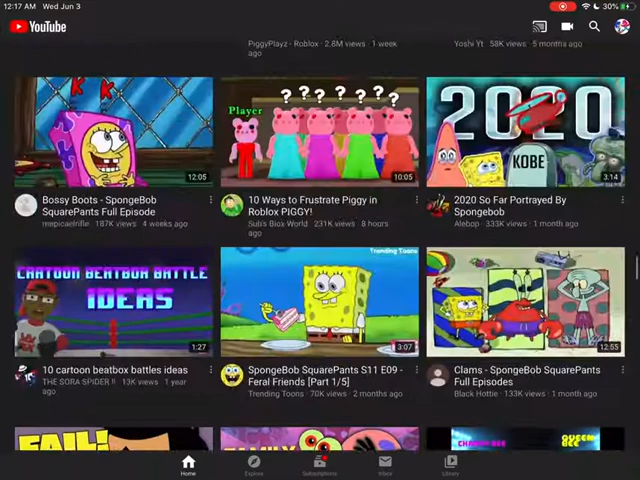 12:17 AM Wed Jun 3
30%
YouTube
PiggyPlayz - Roblox · 2.8M views · 1 week ago
Yoshi Yt · 58K views · 5 months ago
K K
12:05
Player
? ? ? ? ? ? ?
10:05
2020
KOBE
3:14
Bossy Boots - SpongeBob
SquarePants Full Episode
187K views · 4 weeks ago
10 Ways to Frustrate Piggy in
Roblox PIGGY!
Sub's Blox World · 231K views · 8 hours
ago
2020 So Far Portrayed By
Spongebob
Alebop · 333K views · 1 month ago
CARTOON BEATBOX BATTLE
IDEAS
1:27
Trending Toons
3:07
12:55
10 cartoon beatbox battles ideas
THE SORA SPIDER !! · 13K views · 1 year
ago
SpongeBob SquarePants S11 E09 -
Feral Friends [Part 1/5]
Trending Toons · 70K views · 2 months ago
Clams - SpongeBob SquarePants
Full Episodes
Black Hottie · 133K views · 1 month ago
FAIL!
QUEEN
BEE
Home
Explore
Subscriptions
Inbox
Library